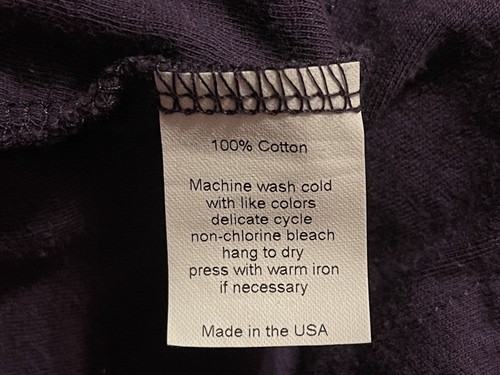 100% Cotton
Machine wash cold
with like colors
delicate cycle
non-chlorine bleach
hang to dry
press with warm iron
if necessary
Made in the USA